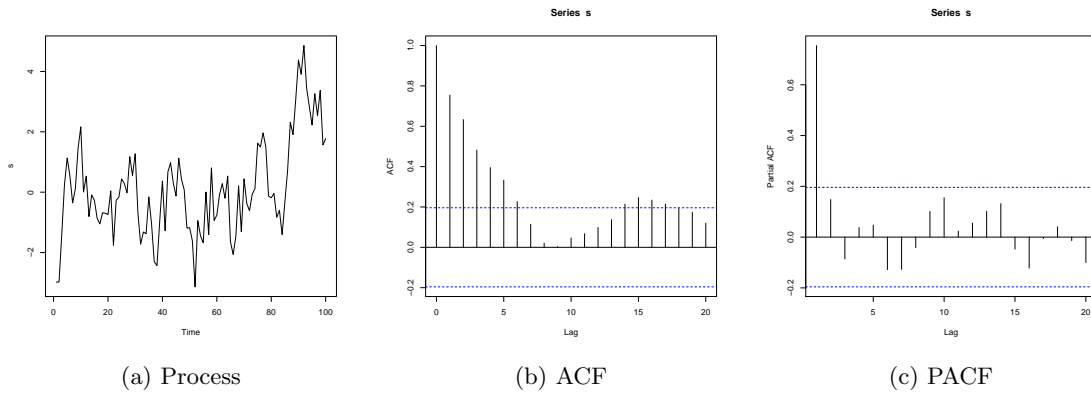 Series s
Series s
s
4
2
0
−2
0 20 40 60 80 100
Time
ACF
1.0
0.8
0.6
0.4
0.2
0.0
−0.2
0 5 10 15 20
Lag
Partial ACF
0.6
0.4
0.2
0.0
−0.2
5 10 15 20
Lag
(a) Process
(b) ACF
(c) PACF